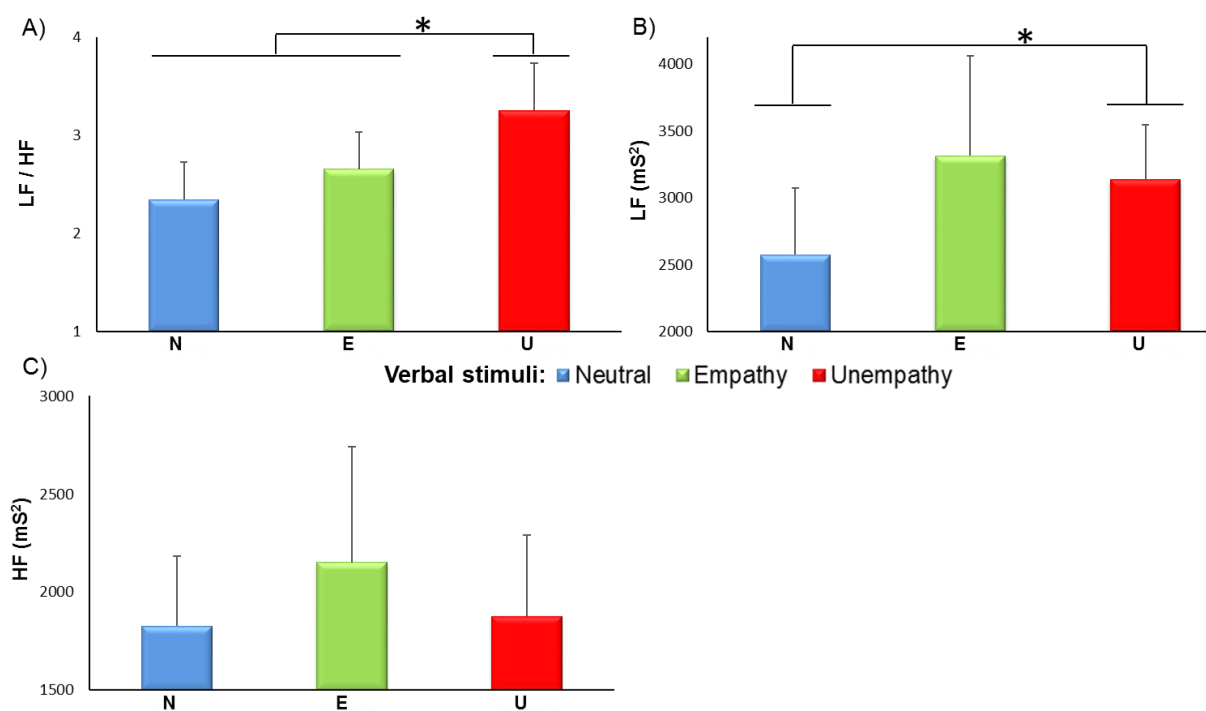 A)
*
4
3
2
1
LF / HF
N E U
B)
*
4000
3500
3000
2500
2000
LF (mS²)
N E U
Verbal stimuli: Neutral Empathy Unempathy
C)
3000
2500
2000
1500
HF (mS²)
N E U